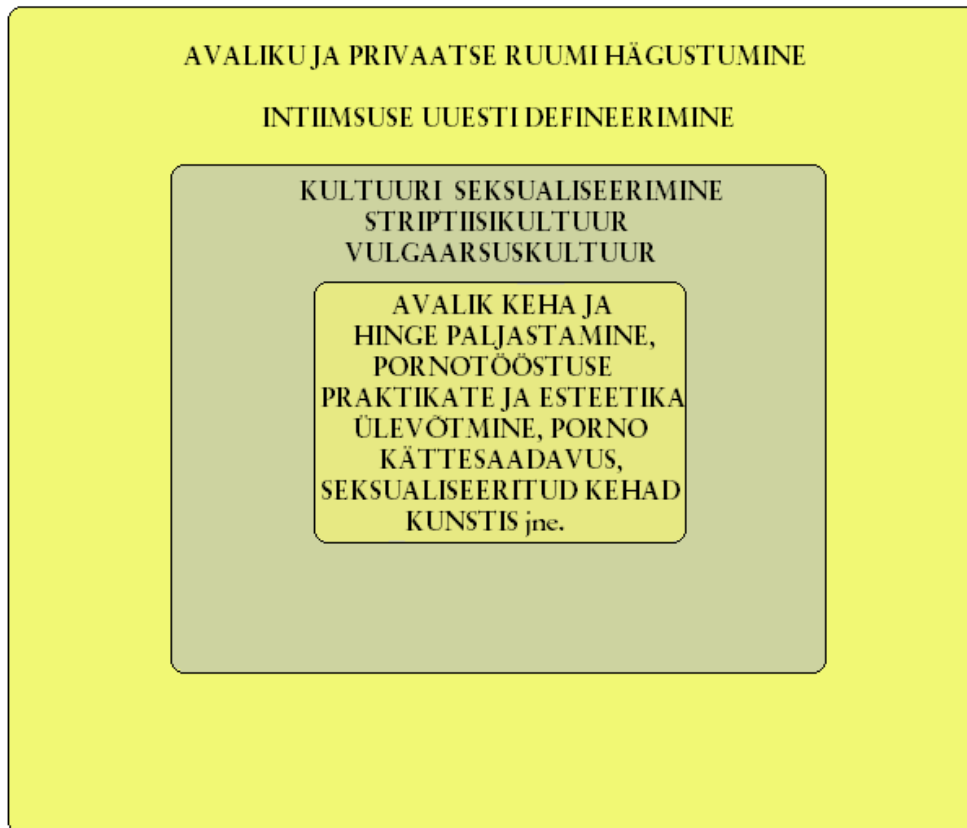 AVALIKU JA PRIVAATSE RUUMI HÄGUSTUMINE
INTIIMSUSE UUESTI DEFINEERIMINE
KULTUURI SEKSUALISEERIMINE
STRIPTIISIKULTUUR
VULGAARSUSKULTUUR
AVALIK KEHA JA
HINGE PALJASTAMINE,
PORNOTÖÖSTUSE
PRAKTIKATE JA ESTEETIKA
ÜLEVÕTMINE, PORNO
KÄTTESAADAVUS,
SEKSUALISEERITUD KEHAD
KUNSTIS jne.